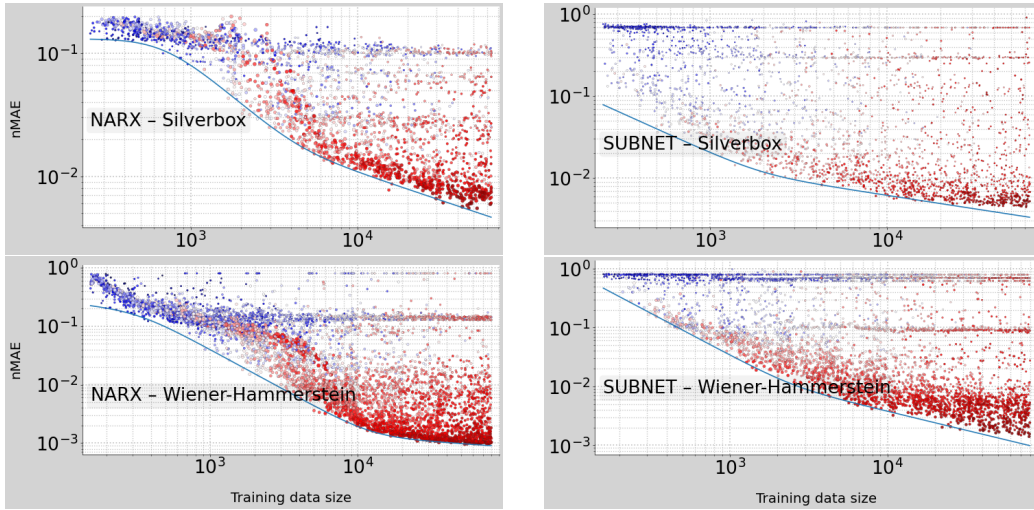 10⁻¹
10⁻²
nMAE
NARX – Silverbox
10³
10⁴
10⁰
10⁻¹
10⁻²
SUBNET – Silverbox
10³
10⁴
10⁰
10⁻¹
10⁻²
10⁻³
nMAE
NARX – Wiener-Hammerstein
10³
10⁴
Training data size
10⁰
10⁻¹
10⁻²
10⁻³
SUBNET – Wiener-Hammerstein
10³
10⁴
Training data size